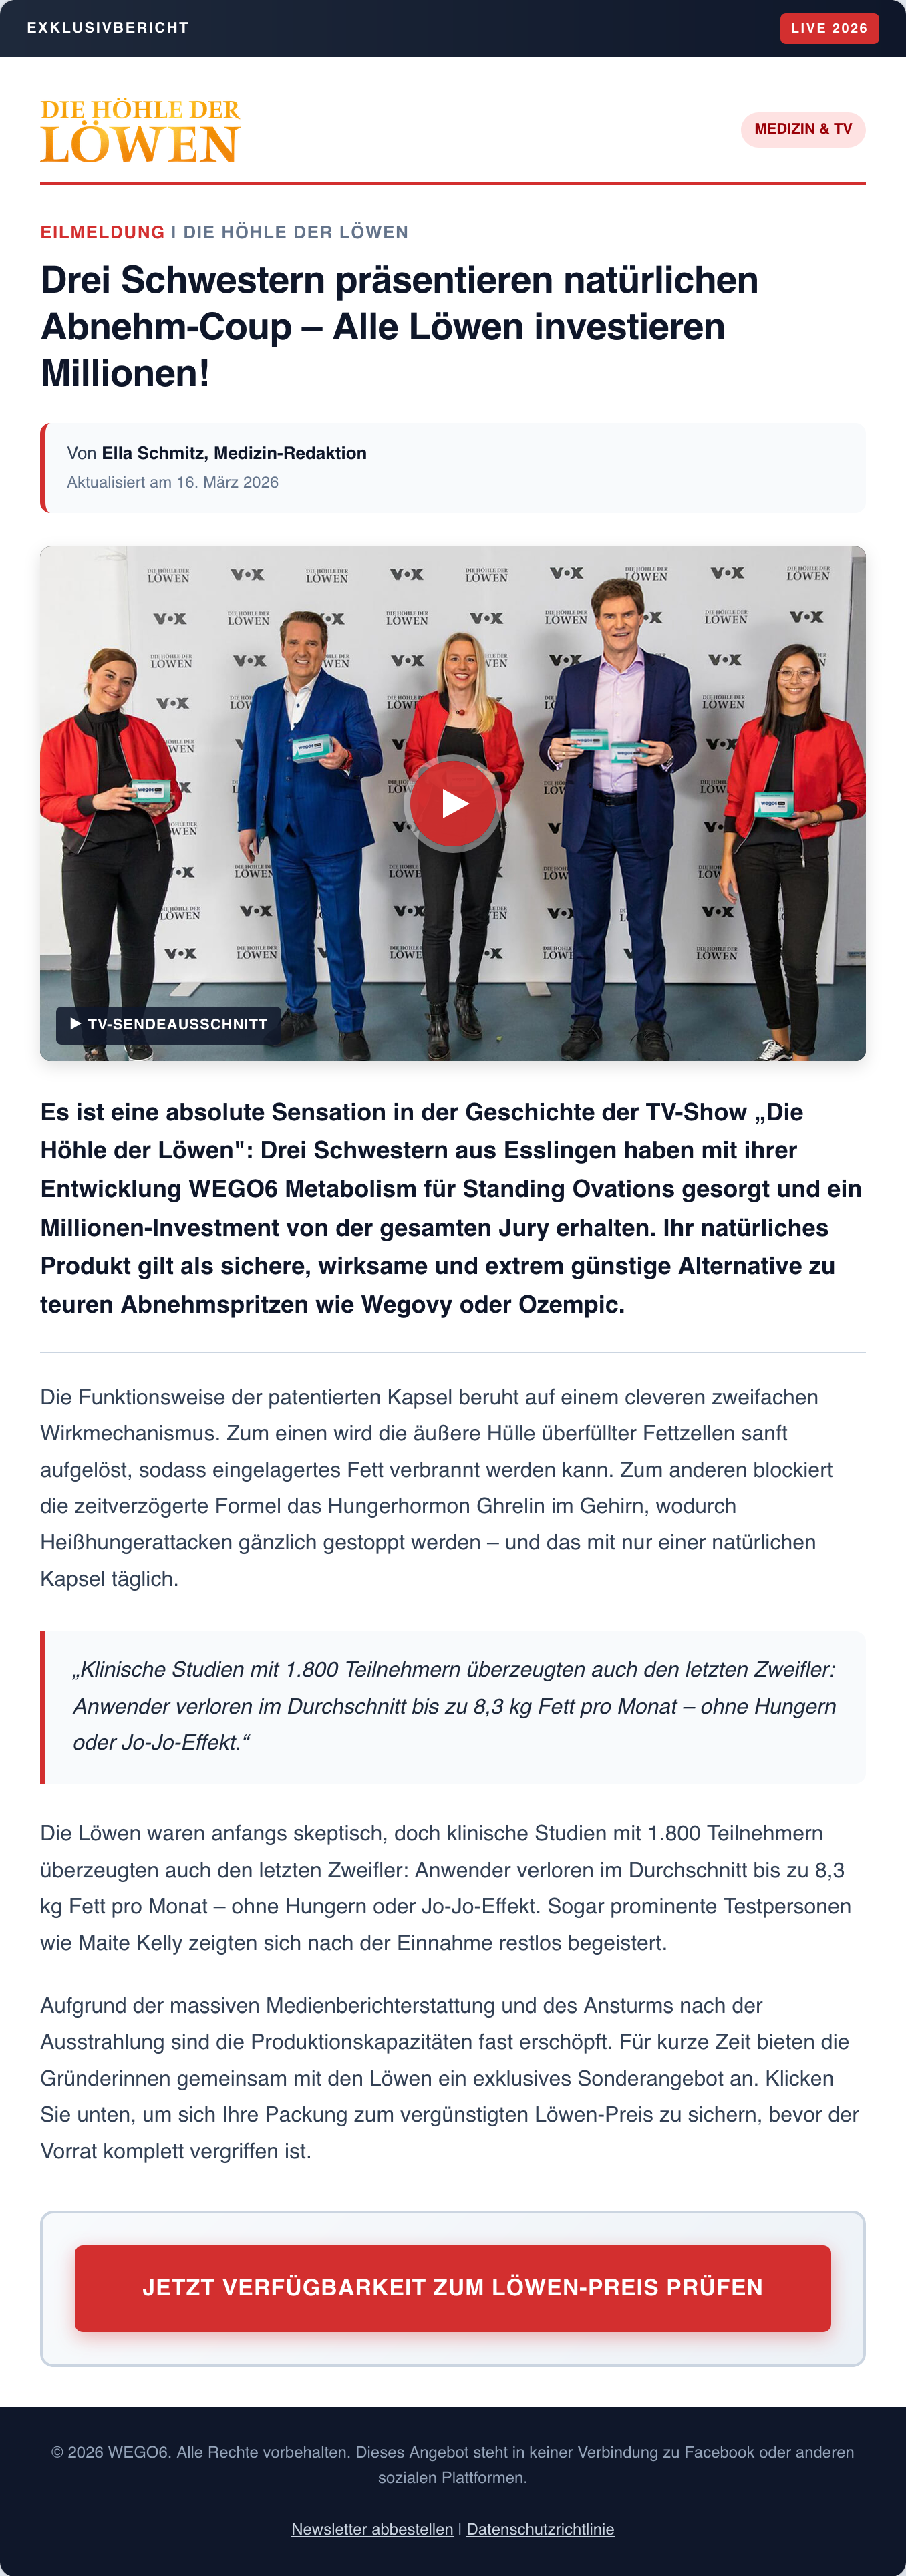 EXKLUSIVBERICHT
LIVE 2026
DIE HÖHLE DER
LÖWEN
MEDIZIN & TV
EILMELDUNG | DIE HÖHLE DER LÖWEN
Drei Schwestern präsentieren natürlichen
Abnehm-Coup – Alle Löwen investieren
Millionen!
Von Ella Schmitz, Medizin-Redaktion
Aktualisiert am 16. März 2026
VOX
DIE HÖHLE DER
LÖWEN
▶ TV-SENDEAUSSCHNITT
Es ist eine absolute Sensation in der Geschichte der TV-Show „Die
Höhle der Löwen": Drei Schwestern aus Esslingen haben mit ihrer
Entwicklung WEGO6 Metabolism für Standing Ovations gesorgt und ein
Millionen-Investment von der gesamten Jury erhalten. Ihr natürliches
Produkt gilt als sichere, wirksame und extrem günstige Alternative zu
teuren Abnehmspritzen wie Wegovy oder Ozempic.
Die Funktionsweise der patentierten Kapsel beruht auf einem cleveren zweifachen
Wirkmechanismus. Zum einen wird die äußere Hülle überfüllter Fettzellen sanft
aufgelöst, sodass eingelagertes Fett verbrannt werden kann. Zum anderen blockiert
die zeitverzögerte Formel das Hungerhormon Ghrelin im Gehirn, wodurch
Heißhungerattacken gänzlich gestoppt werden – und das mit nur einer natürlichen
Kapsel täglich.
„Klinische Studien mit 1.800 Teilnehmern überzeugten auch den letzten Zweifler:
Anwender verloren im Durchschnitt bis zu 8,3 kg Fett pro Monat – ohne Hungern
oder Jo-Jo-Effekt.“
Die Löwen waren anfangs skeptisch, doch klinische Studien mit 1.800 Teilnehmern
überzeugten auch den letzten Zweifler: Anwender verloren im Durchschnitt bis zu 8,3
kg Fett pro Monat – ohne Hungern oder Jo-Jo-Effekt. Sogar prominente Testpersonen
wie Maite Kelly zeigten sich nach der Einnahme restlos begeistert.
Aufgrund der massiven Medienberichterstattung und des Ansturms nach der
Ausstrahlung sind die Produktionskapazitäten fast erschöpft. Für kurze Zeit bieten die
Gründerinnen gemeinsam mit den Löwen ein exklusives Sonderangebot an. Klicken
Sie unten, um sich Ihre Packung zum vergünstigten Löwen-Preis zu sichern, bevor der
Vorrat komplett vergriffen ist.
JETZT VERFÜGBARKEIT ZUM LÖWEN-PREIS PRÜFEN
© 2026 WEGO6. Alle Rechte vorbehalten. Dieses Angebot steht in keiner Verbindung zu Facebook oder anderen
sozialen Plattformen.
Newsletter abbestellen | Datenschutzrichtlinie